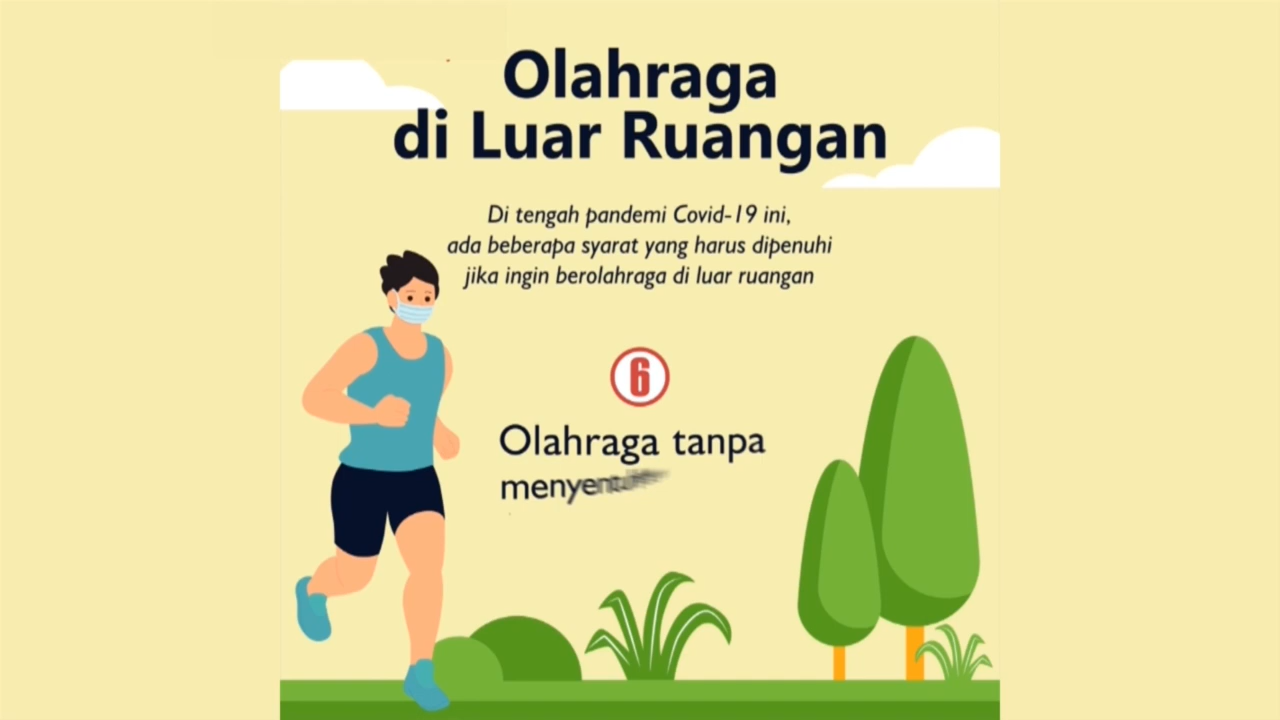 Olahraga
di Luar Ruangan
Di tengah pandemi Covid-19 ini,
ada beberapa syarat yang harus dipenuhi
jika ingin berolahraga di luar ruangan
6
Olahraga tanpa